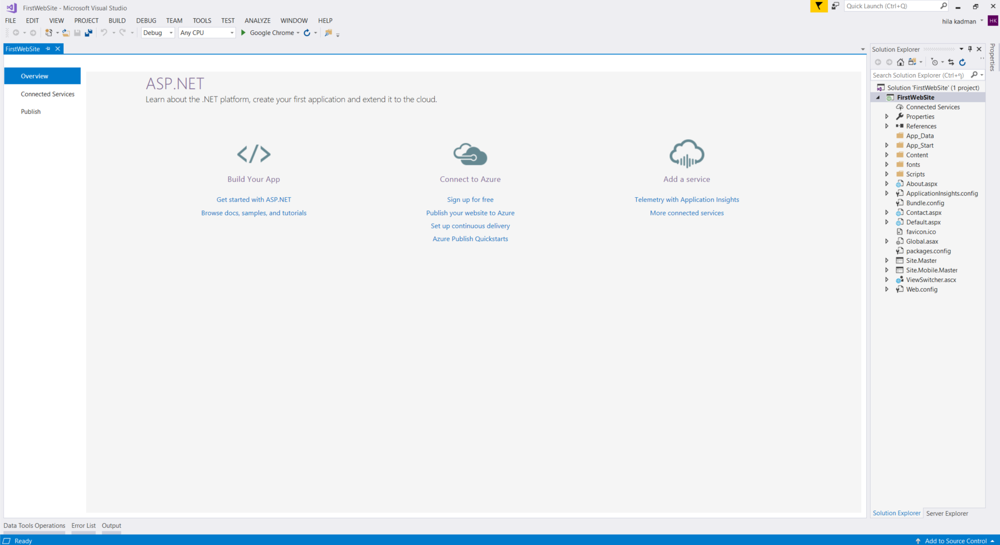 FirstWebSite - Microsoft Visual Studio
Quick Launch (Ctrl+Q)
FILE EDIT VIEW PROJECT BUILD DEBUG TEAM TOOLS TEST ANALYZE WINDOW HELP
hila kadman HK
Debug Any CPU Google Chrome
FirstWebSite
Overview
Connected Services
Publish
ASP.NET
Learn about the .NET platform, create your first application and extend it to the cloud.
Build Your App
Get started with ASP.NET
Browse docs, samples, and tutorials
Connect to Azure
Sign up for free
Publish your website to Azure
Set up continuous delivery
Azure Publish Quickstarts
Add a service
Telemetry with Application Insights
More connected services
Solution Explorer
Search Solution Explorer (Ctrl+ף)
Solution 'FirstWebSite' (1 project)
FirstWebSite
Connected Services
Properties
References
App_Data
App_Start
Content
fonts
Scripts
About.aspx
ApplicationInsights.config
Bundle.config
Contact.aspx
Default.aspx
favicon.ico
Global.asax
packages.config
Site.Master
Site.Mobile.Master
ViewSwitcher.ascx
Web.config
Solution Explorer Server Explorer
Properties
Data Tools Operations Error List Output
Ready
Add to Source Control